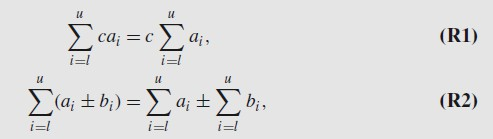 ∑_{i=l}^{u} ca_i = c ∑_{i=l}^{u} a_i, (R1)
∑_{i=l}^{u} (a_i ± b_i) = ∑_{i=l}^{u} a_i ± ∑_{i=l}^{u} b_i, (R2)